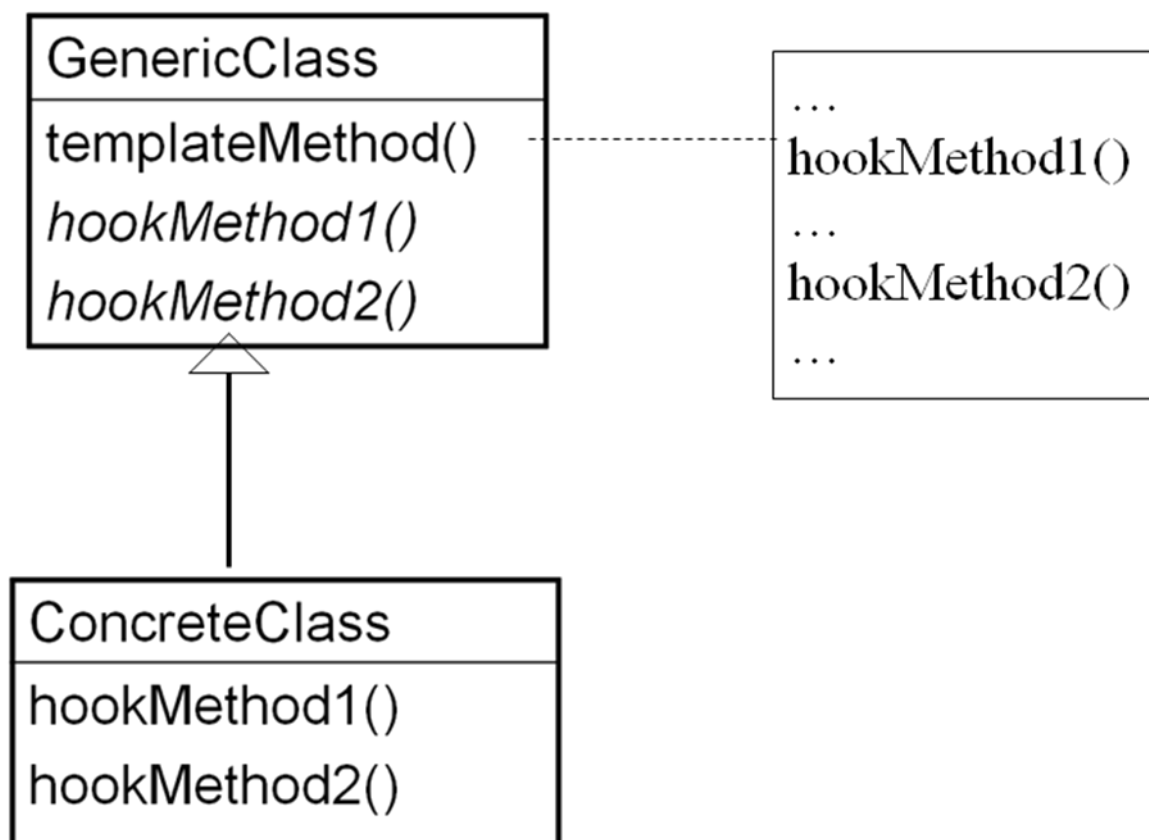 GenericClass
templateMethod()
hookMethod1()
hookMethod2()
...
hookMethod1()
...
hookMethod2()
...
ConcreteClass
hookMethod1()
hookMethod2()